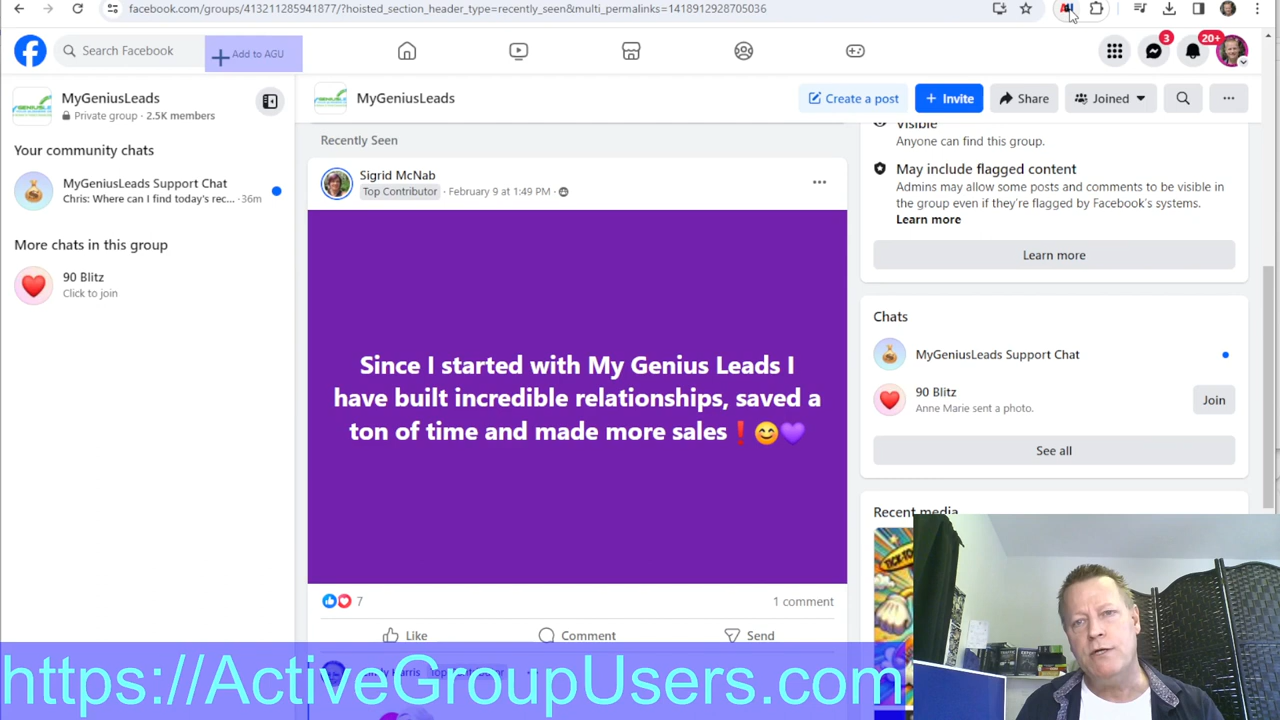 facebook.com/groups/413211285941877/?hoisted_section_header_type=recently_seen&multi_permalinks=1418912928705036
Search Facebook
Add to AGU
3
20+
MyGeniusLeads
Private group · 2.5K members
Your community chats
MyGeniusLeads Support Chat
Chris: Where can I find today's rec... · 36m
More chats in this group
90 Blitz
Click to join
MyGeniusLeads
Create a post
+ Invite
Share
Joined
Recently Seen
Sigrid McNab
Top Contributor · February 9 at 1:49 PM ·
Since I started with My Genius Leads I
have built incredible relationships, saved a
ton of time and made more sales❗😊💜
7
1 comment
Like
Comment
Send
Visible
Anyone can find this group.
May include flagged content
Admins may allow some posts and comments to be visible in
the group even if they're flagged by Facebook's systems.
Learn more
Learn more
Chats
MyGeniusLeads Support Chat
90 Blitz
Anne Marie sent a photo.
Join
See all
Recent media
https://ActiveGroupUsers.com